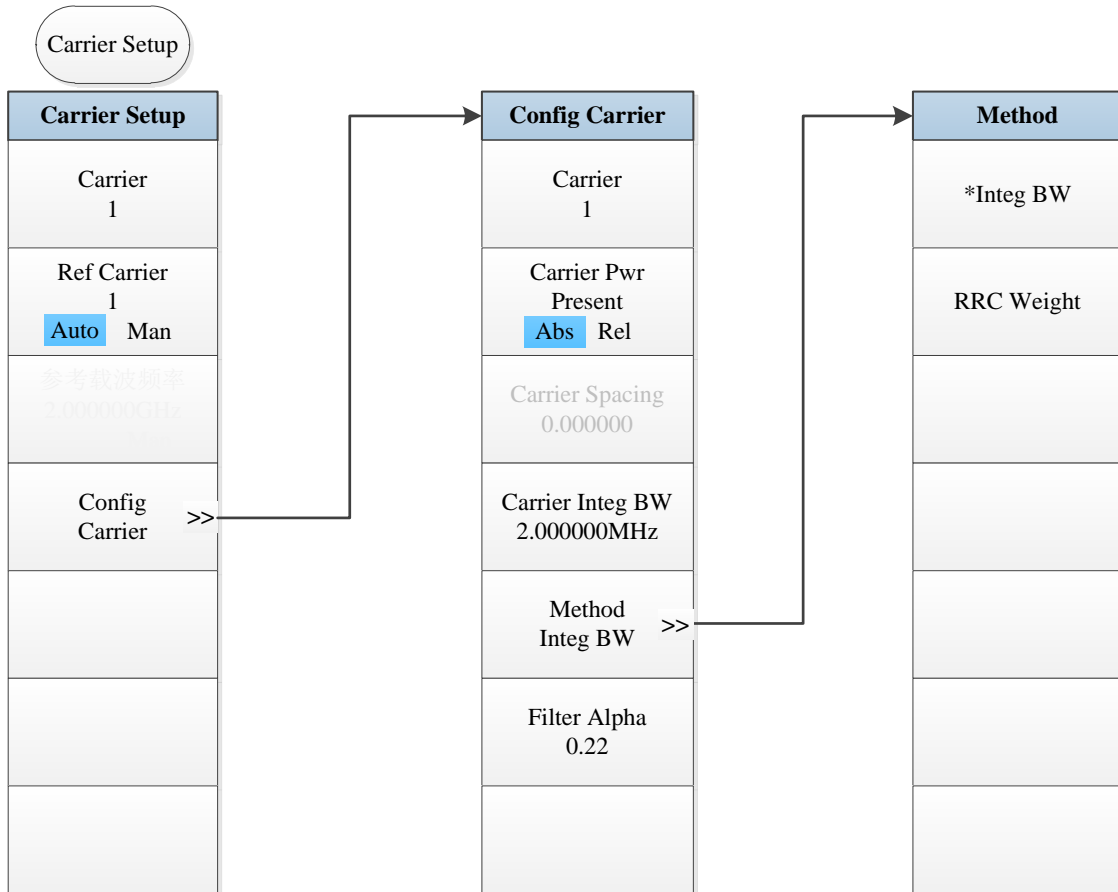 Carrier Setup
Carrier Setup
Carrier
1
Ref Carrier
1
Auto Man
参考载波频率
2.000000GHz
Config
Carrier
>>
Config Carrier
Carrier
1
Carrier Pwr
Present
Abs Rel
Carrier Spacing
0.000000
Carrier Integ BW
2.000000MHz
Method
Integ BW
>>
Filter Alpha
0.22
Method
*Integ BW
RRC Weight